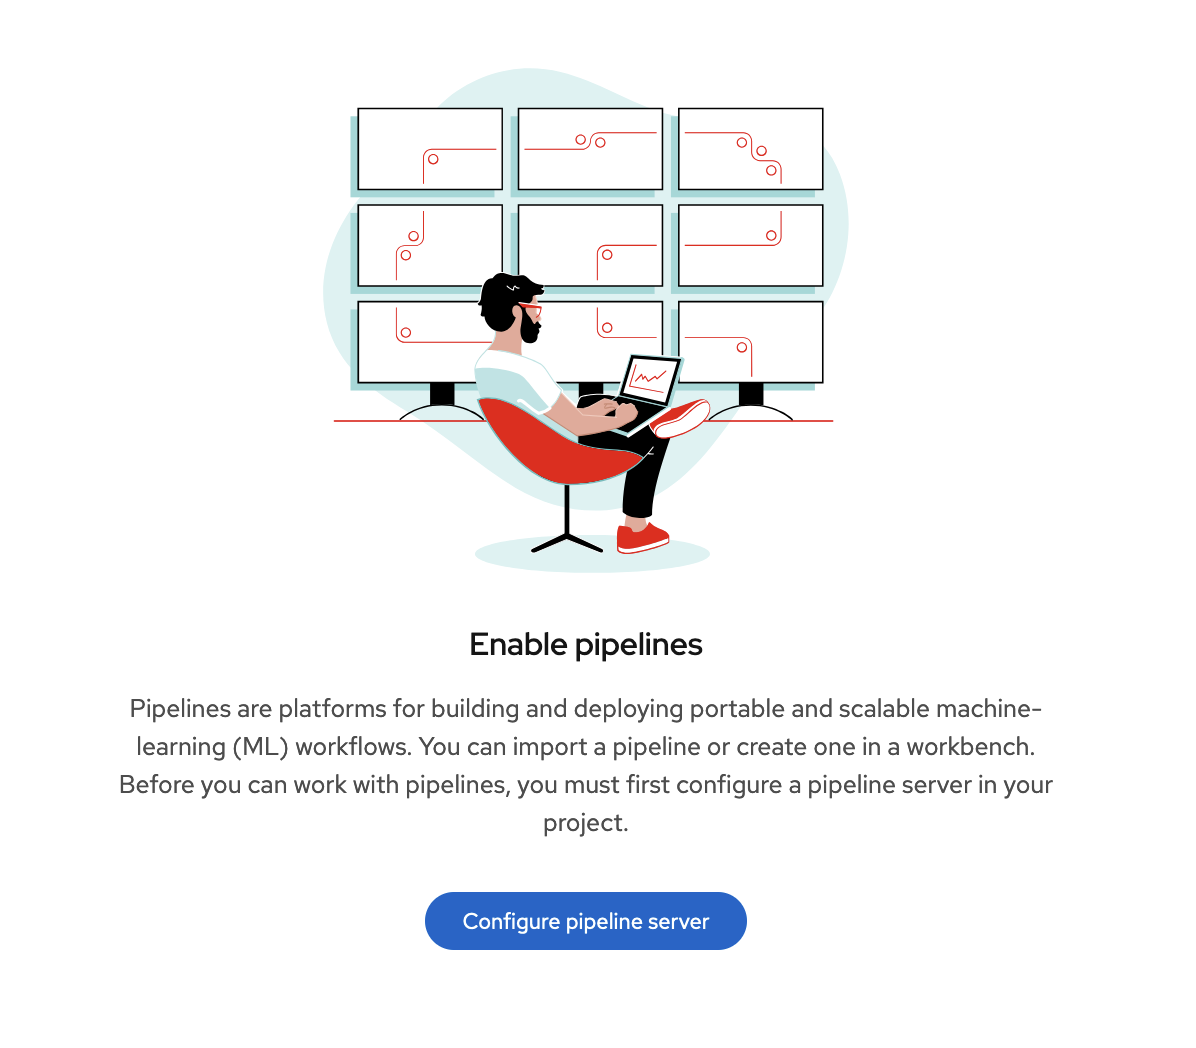 Enable pipelines
Pipelines are platforms for building and deploying portable and scalable machine-
learning (ML) workflows. You can import a pipeline or create one in a workbench.
Before you can work with pipelines, you must first configure a pipeline server in your
project.
Configure pipeline server